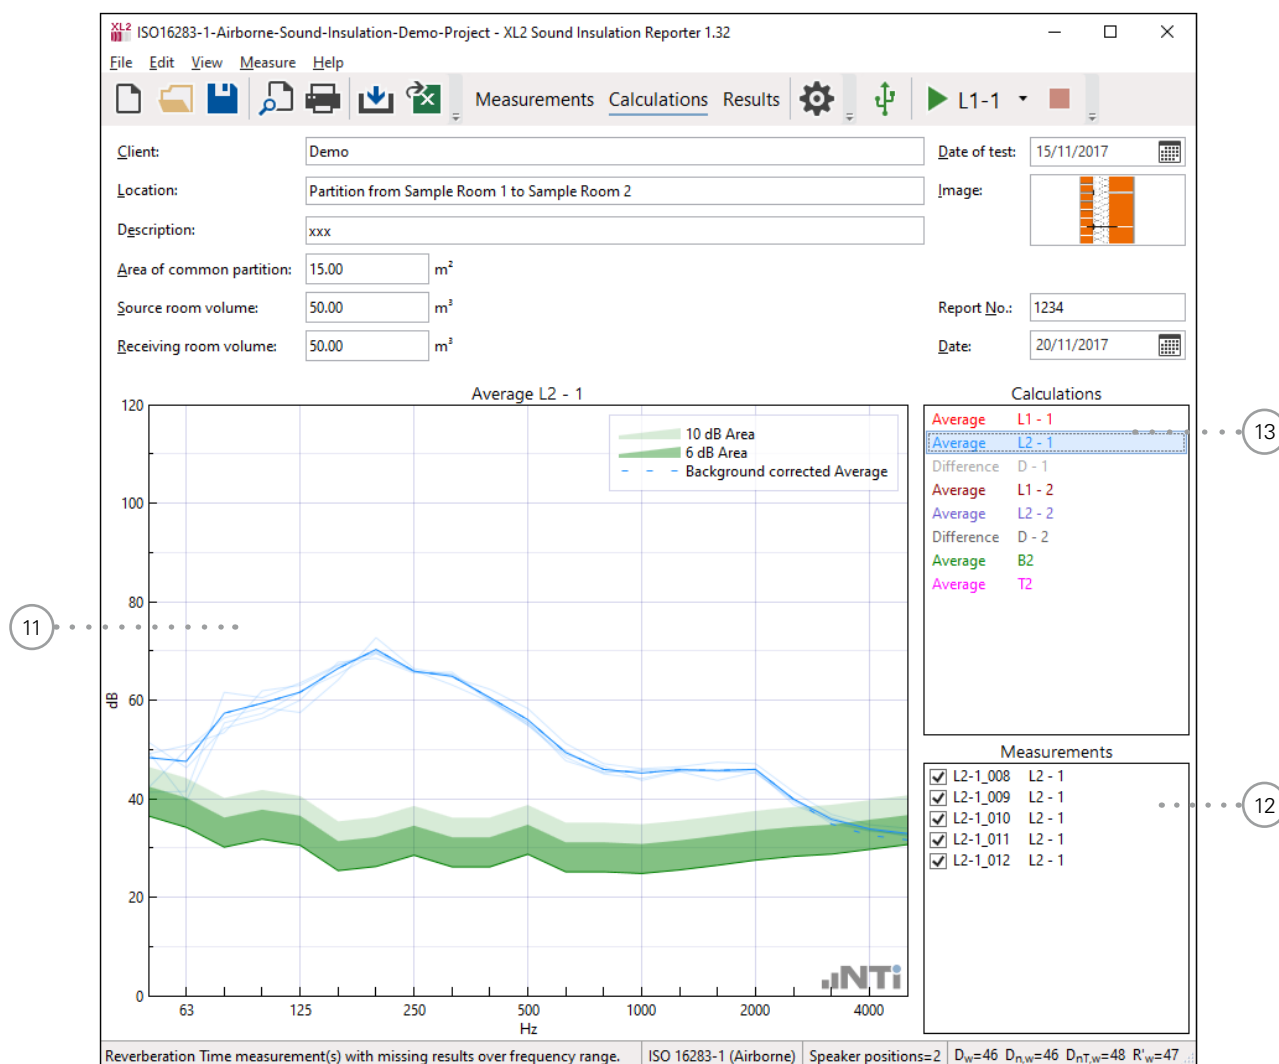 XL2 ISO16283-1-Airborne-Sound-Insulation-Demo-Project - XL2 Sound Insulation Reporter 1.32
File Edit View Measure Help
Measurements Calculations Results L1-1
Client: Demo Date of test: 15/11/2017
Location: Partition from Sample Room 1 to Sample Room 2 Image:
Description: xxx
Area of common partition: 15.00 m²
Source room volume: 50.00 m³ Report No.: 1234
Receiving room volume: 50.00 m³ Date: 20/11/2017
Average L2 - 1
120
100
80
60
40
20
0
dB
10 dB Area
6 dB Area
Background corrected Average
63 125 250 500 1000 2000 4000
Hz
NTi
11
Calculations
Average L1 - 1
Average L2 - 1
Difference D - 1
Average L1 - 2
Average L2 - 2
Difference D - 2
Average B2
Average T2
13
Measurements
L2-1_008 L2 - 1
L2-1_009 L2 - 1
L2-1_010 L2 - 1
L2-1_011 L2 - 1
L2-1_012 L2 - 1
12
Reverberation Time measurement(s) with missing results over frequency range. ISO 16283-1 (Airborne) Speaker positions=2 Dw=46 Dn,w=46 DnT,w=48 R'w=47